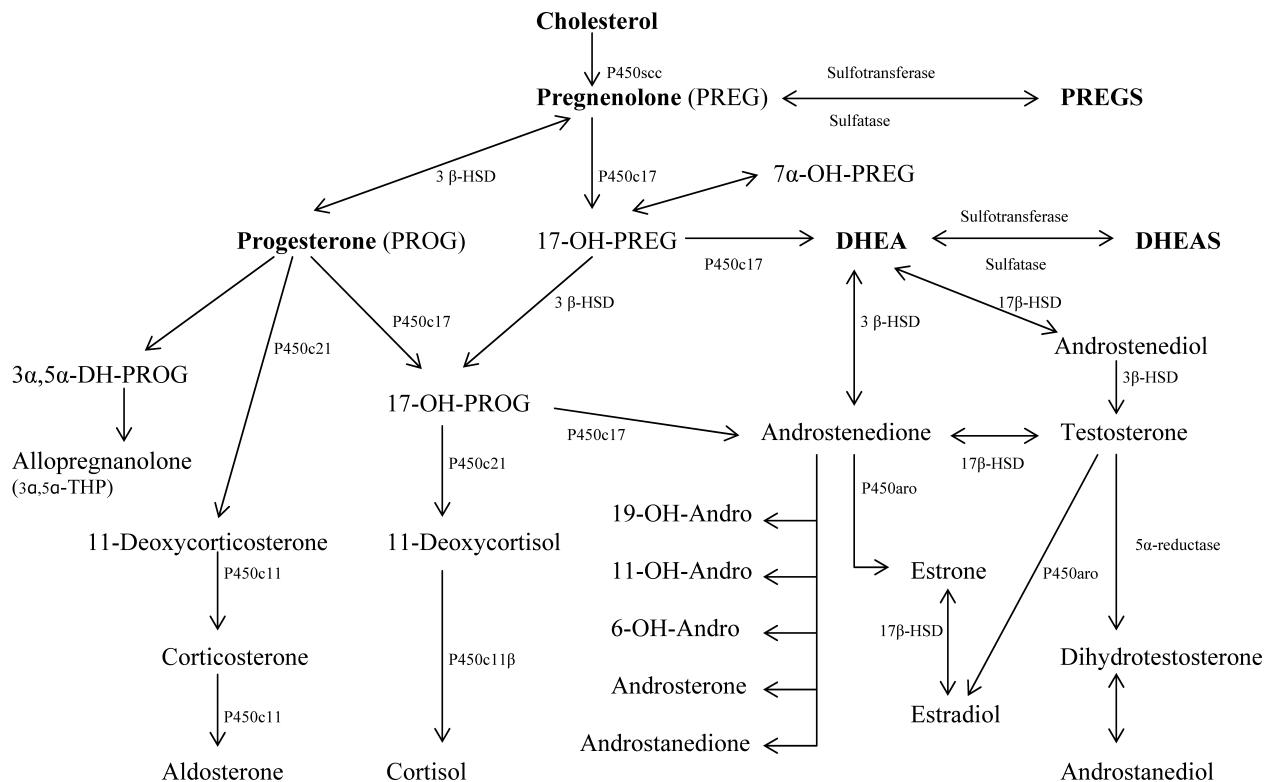 Cholesterol
P450scc
Sulfotransferase
Pregnenolone (PREG)
PREGS
Sulfatase
3 β-HSD
P450c17
7α-OH-PREG
Sulfotransferase
Progesterone (PROG)
17-OH-PREG
DHEA
DHEAS
P450c17
Sulfatase
3 β-HSD
17β-HSD
P450c17
3 β-HSD
P450c21
Androstenediol
3α,5α-DH-PROG
3β-HSD
17-OH-PROG
P450c17
Androstenedione
Testosterone
Allopregnanolone
(3α,5α-THP)
P450c21
17β-HSD
P450aro
19-OH-Andro
11-Deoxycorticosterone
11-Deoxycortisol
5α-reductase
P450c11
11-OH-Andro
Estrone
P450aro
6-OH-Andro
17β-HSD
Corticosterone
P450c11β
Dihydrotestosterone
Androsterone
P450c11
Estradiol
Androstanedione
Aldosterone
Cortisol
Androstanediol